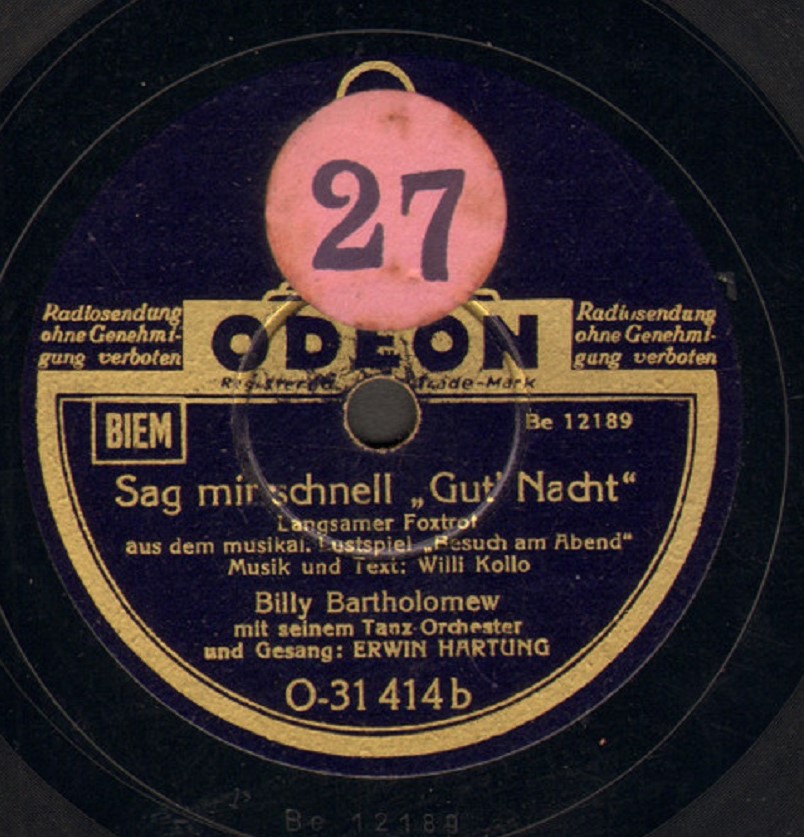 27
Radiosendung
ohne Genehmi-
gung verboten
ODEON
Radiosendung
ohne Genehmi-
gung verboten
Registered Trade-Mark
BIEM
Be 12189
Sag mir schnell „Gut' Nacht“
Langsamer Foxtrot
aus dem musikal. Lustspiel „Besuch am Abend“
Musik und Text: Willi Kollo
Billy Bartholomew
mit seinem Tanz-Orchester
und Gesang: ERWIN HARTUNG
O-31414b
Be 12189